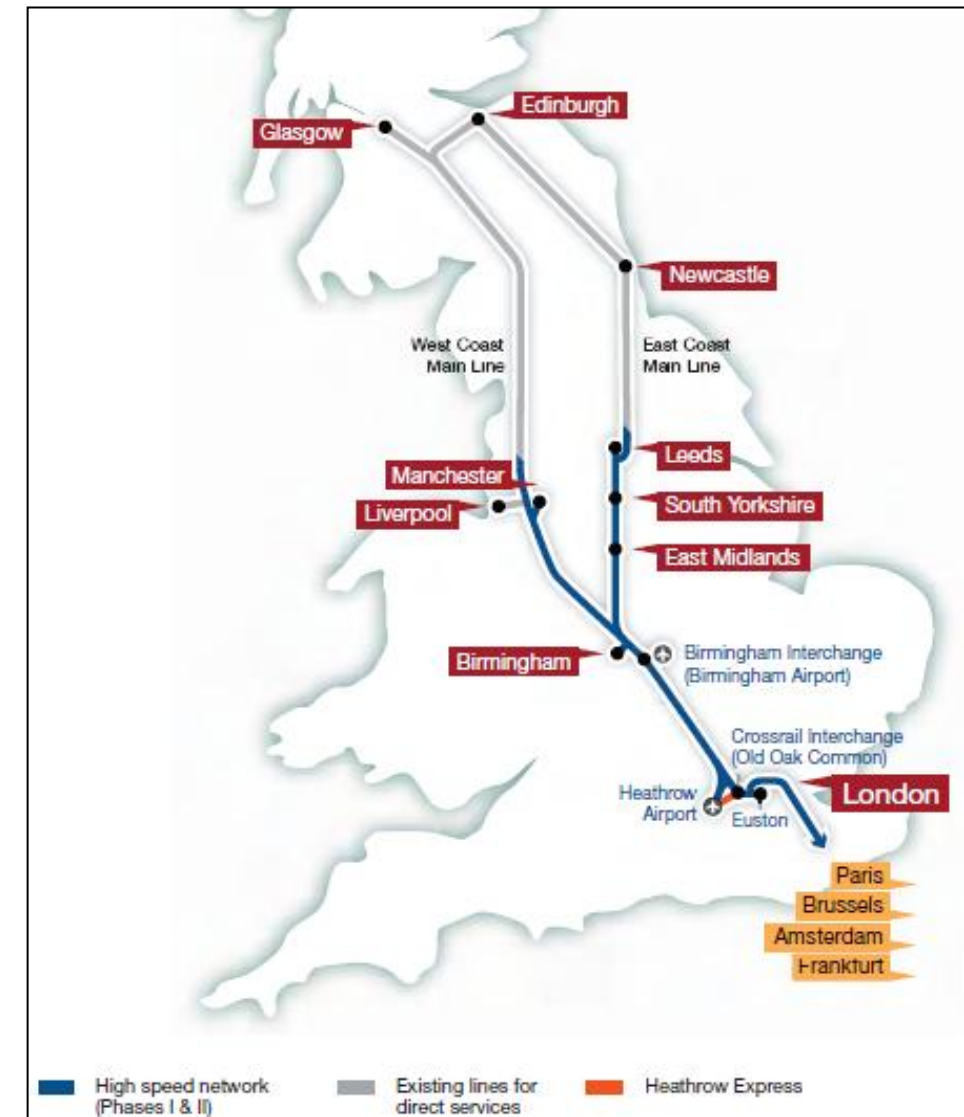 Edinburgh
Glasgow
Newcastle
West Coast
Main Line
East Coast
Main Line
Leeds
Manchester
South Yorkshire
Liverpool
East Midlands
Birmingham
Birmingham Interchange
(Birmingham Airport)
Crossrail Interchange
(Old Oak Common)
London
Heathrow
Airport
Euston
Paris
Brussels
Amsterdam
Frankfurt
High speed network
(Phases I & II)
Existing lines for
direct services
Heathrow Express